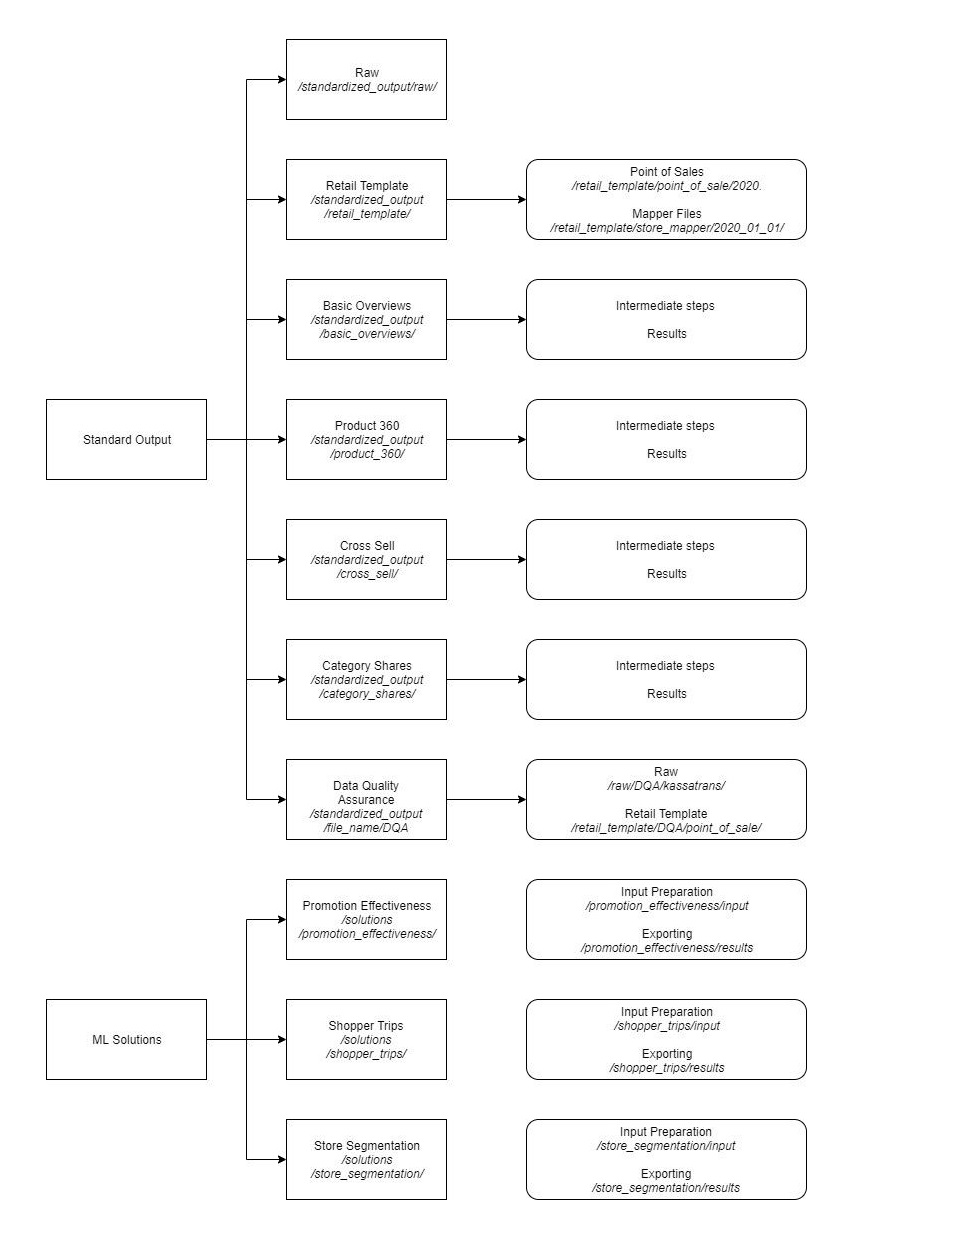 Raw
/standardized_output/raw/
Retail Template
/standardized_output
/retail_template/
Point of Sales
/retail_template/point_of_sale/2020.
Mapper Files
/retail_template/store_mapper/2020_01_01/
Basic Overviews
/standardized_output
/basic_overviews/
Intermediate steps
Results
Standard Output
Product 360
/standardized_output
/product_360/
Intermediate steps
Results
Cross Sell
/standardized_output
/cross_sell/
Intermediate steps
Results
Category Shares
/standardized_output
/category_shares/
Intermediate steps
Results
Data Quality
Assurance
/standardized_output
/file_name/DQA
Raw
/raw/DQA/kassatrans/
Retail Template
/retail_template/DQA/point_of_sale/
Promotion Effectiveness
/solutions
/promotion_effectiveness/
Input Preparation
/promotion_effectiveness/input
Exporting
/promotion_effectiveness/results
ML Solutions
Shopper Trips
/solutions
/shopper_trips/
Input Preparation
/shopper_trips/input
Exporting
/shopper_trips/results
Store Segmentation
/solutions
/store_segmentation/
Input Preparation
/store_segmentation/input
Exporting
/store_segmentation/results